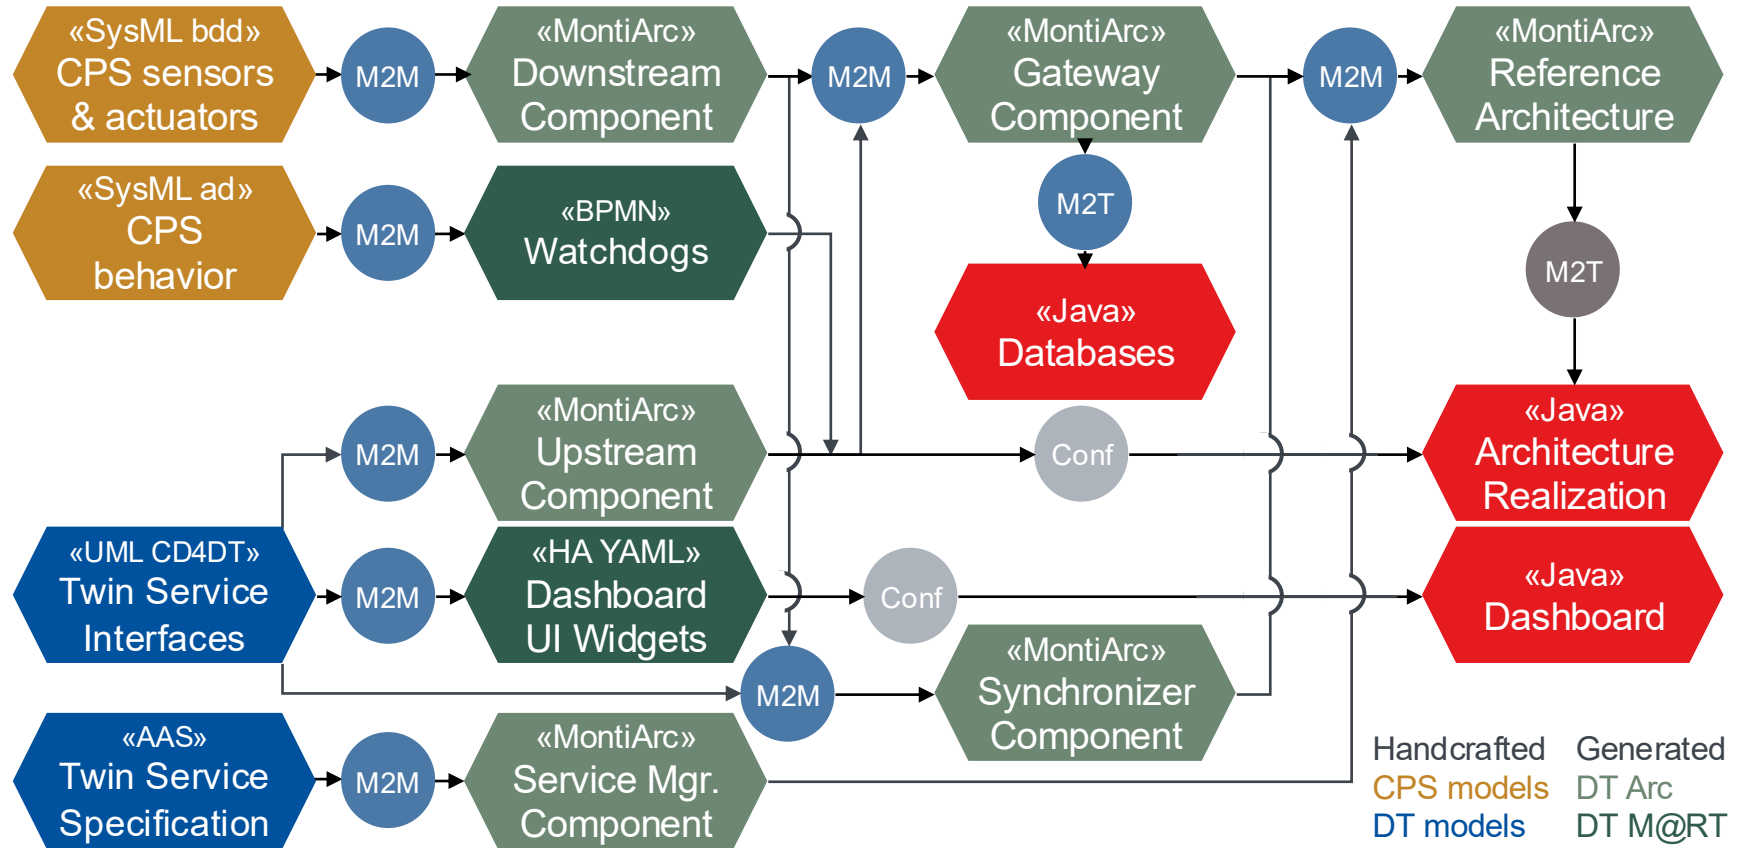 «SysML bdd»
CPS sensors
& actuators
M2M
«MontiArc»
Downstream
Component
M2M
«MontiArc»
Gateway
Component
M2M
«MontiArc»
Reference
Architecture
«SysML ad»
CPS
behavior
M2M
«BPMN»
Watchdogs
M2T
M2T
«Java»
Databases
M2M
«MontiArc»
Upstream
Component
Conf
«Java»
Architecture
Realization
«UML CD4DT»
Twin Service
Interfaces
M2M
«HA YAML»
Dashboard
UI Widgets
Conf
«Java»
Dashboard
M2M
«MontiArc»
Synchronizer
Component
«AAS»
Twin Service
Specification
M2M
«MontiArc»
Service Mgr.
Component
Handcrafted
CPS models
DT models
Generated
DT Arc
DT M@RT